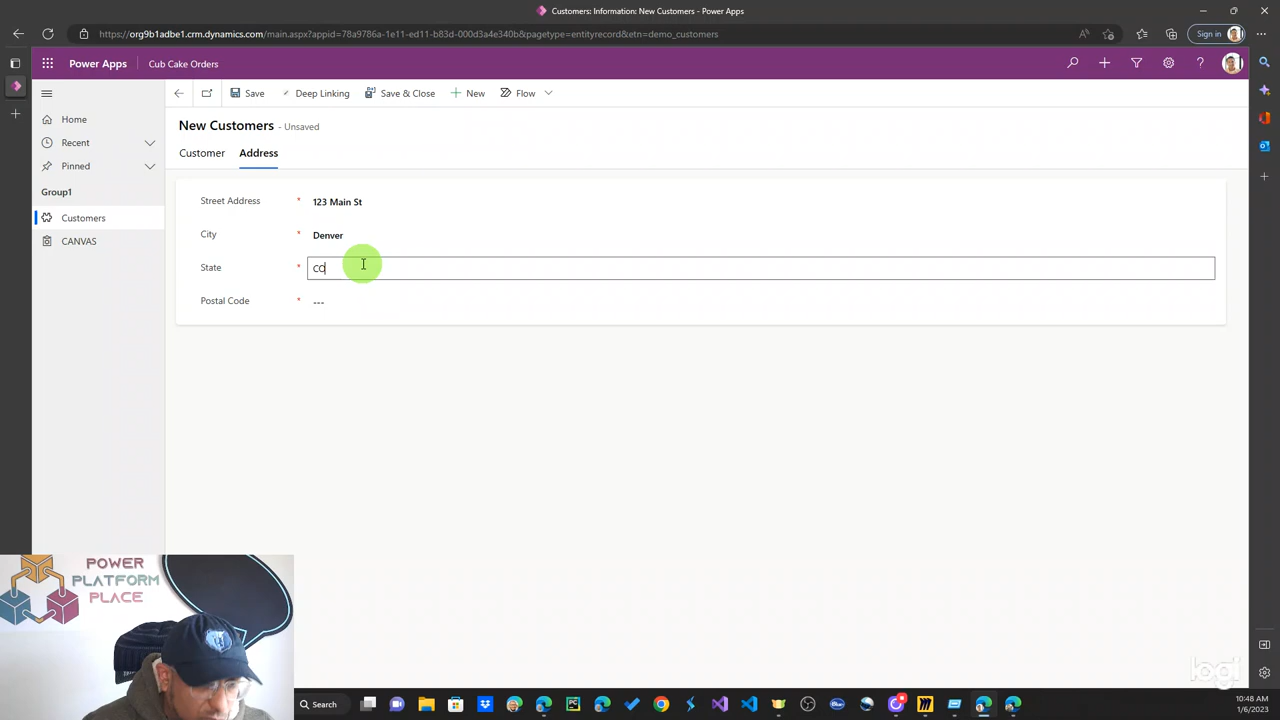 Customers: Information: New Customers - Power Apps
https://org9b1adbe1.crm.dynamics.com/main.aspx?appid=78a9786a-1e11-ed11-b83d-000d3a4e340b&pagetype=entityrecord&etn=demo_customers
Sign in
Power Apps
Cub Cake Orders
Save
Deep Linking
Save & Close
New
Flow
Home
Recent
Pinned
Group1
Customers
CANVAS
New Customers - Unsaved
Customer
Address
Street Address * 123 Main St
City * Denver
State * CO
Postal Code * ---
POWER
PLATFORM
PLACE
logi
Search
10:48 AM
1/6/2023